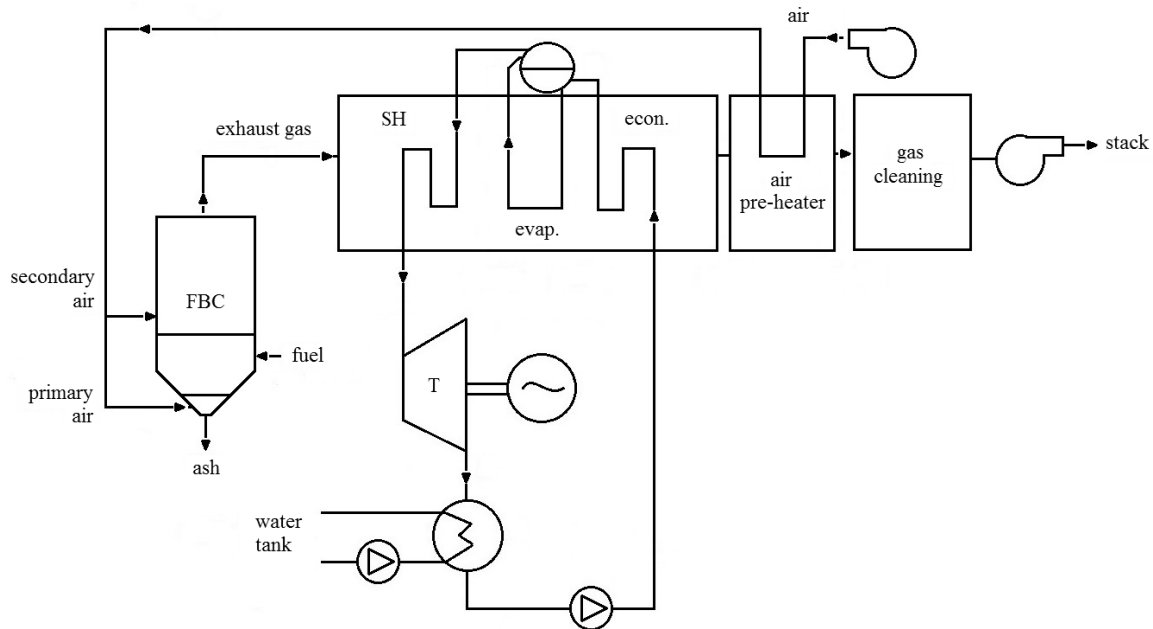 air
SH
econ.
exhaust gas
stack
gas
cleaning
air
pre-heater
evap.
secondary
air
FBC
fuel
primary
air
T
ash
water
tank